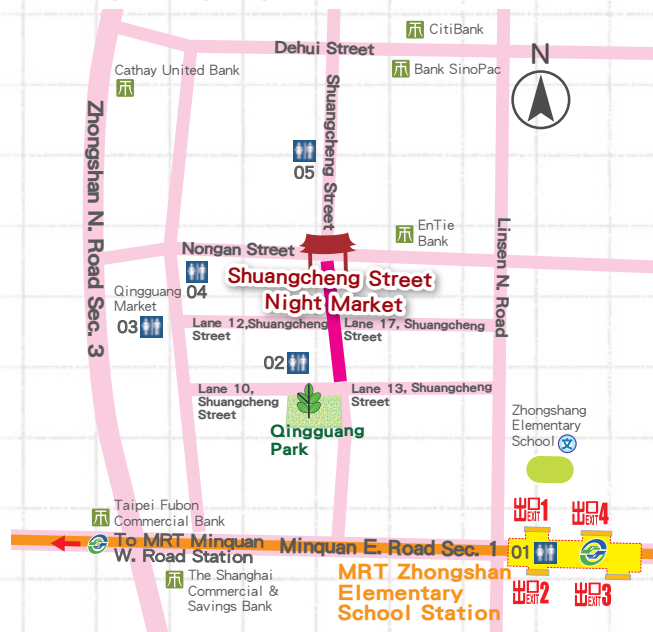 CitiBank
N
Dehui Street
Cathay United Bank
Bank SinoPac
Shuangcheng Street
Zhongshan N. Road Sec. 3
05
EnTie
Bank
Linsen N. Road
Nongan Street
Shuangcheng Street
Night Market
04
Qingguang
Market
03
Lane 12,Shuangcheng
Street
Lane 17, Shuangcheng
Street
02
Lane 10,
Shuangcheng
Street
Lane 13, Shuangcheng
Street
Qingguang
Park
Zhongshang
Elementary
School
文
Taipei Fubon
Commercial Bank
出口1
EXIT
出口4
EXIT
To MRT Minquan
W. Road Station
Minquan E. Road Sec. 1
01
The Shanghai
Commercial &
Savings Bank
MRT Zhongshan
Elementary
School Station
出口2
EXIT
出口3
EXIT